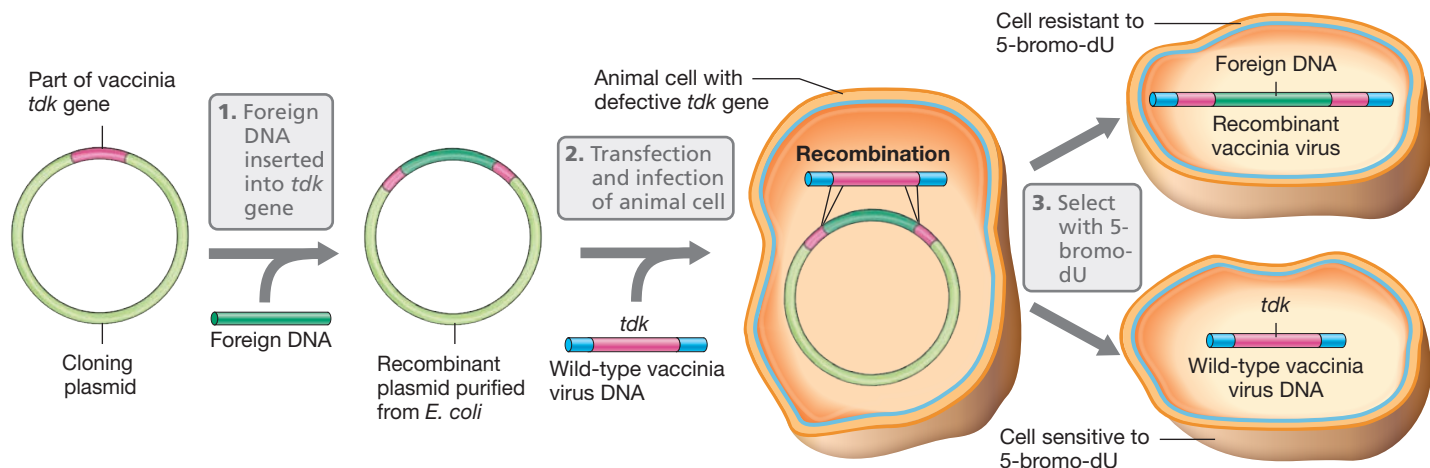 Part of vaccinia
tdk gene
1. Foreign
DNA
inserted
into tdk
gene
Foreign DNA
Cloning
plasmid
Recombinant
plasmid purified
from E. coli
2. Transfection
and infection
of animal cell
tdk
Wild-type vaccinia
virus DNA
Animal cell with
defective tdk gene
Recombination
3. Select
with 5-
bromo-
dU
Cell resistant to
5-bromo-dU
Foreign DNA
Recombinant
vaccinia virus
tdk
Wild-type vaccinia
virus DNA
Cell sensitive to
5-bromo-dU